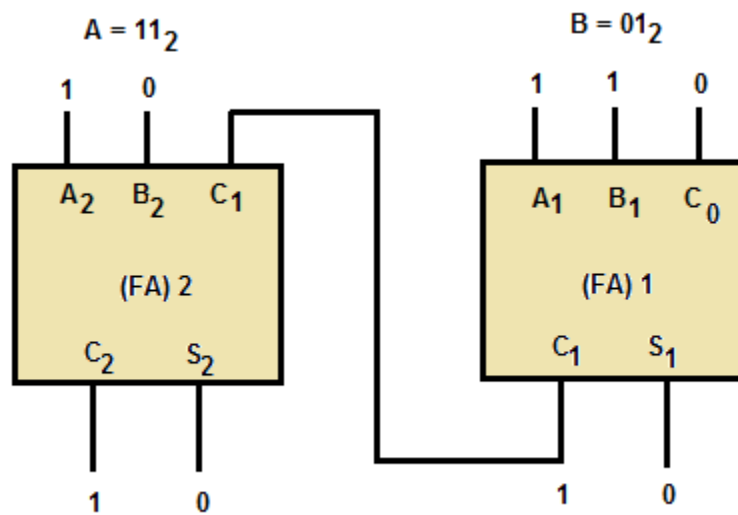 A = 11₂ B = 01₂
1 0 1 1 0
A₂ B₂ C₁ A₁ B₁ C₀
(FA) 2 (FA) 1
C₂ S₂ C₁ S₁
1 0 1 0